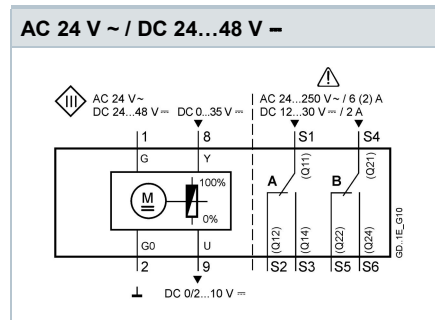 AC 24 V ~ / DC 24...48 V ⎓
III
AC 24 V~
DC 24...48 V ⎓ DC 0...35 V ⎓
AC 24...250 V~ / 6 (2) A
DC 12...30 V ⎓ / 2 A
1 8 S1 S4
G Y (Q11) (Q21)
100% A B
M
0%
G0 U (Q12) (Q14) (Q22) (Q24)
2 9 S2 S3 S5 S6
DC 0/2...10 V ⎓
GD..1E_G10